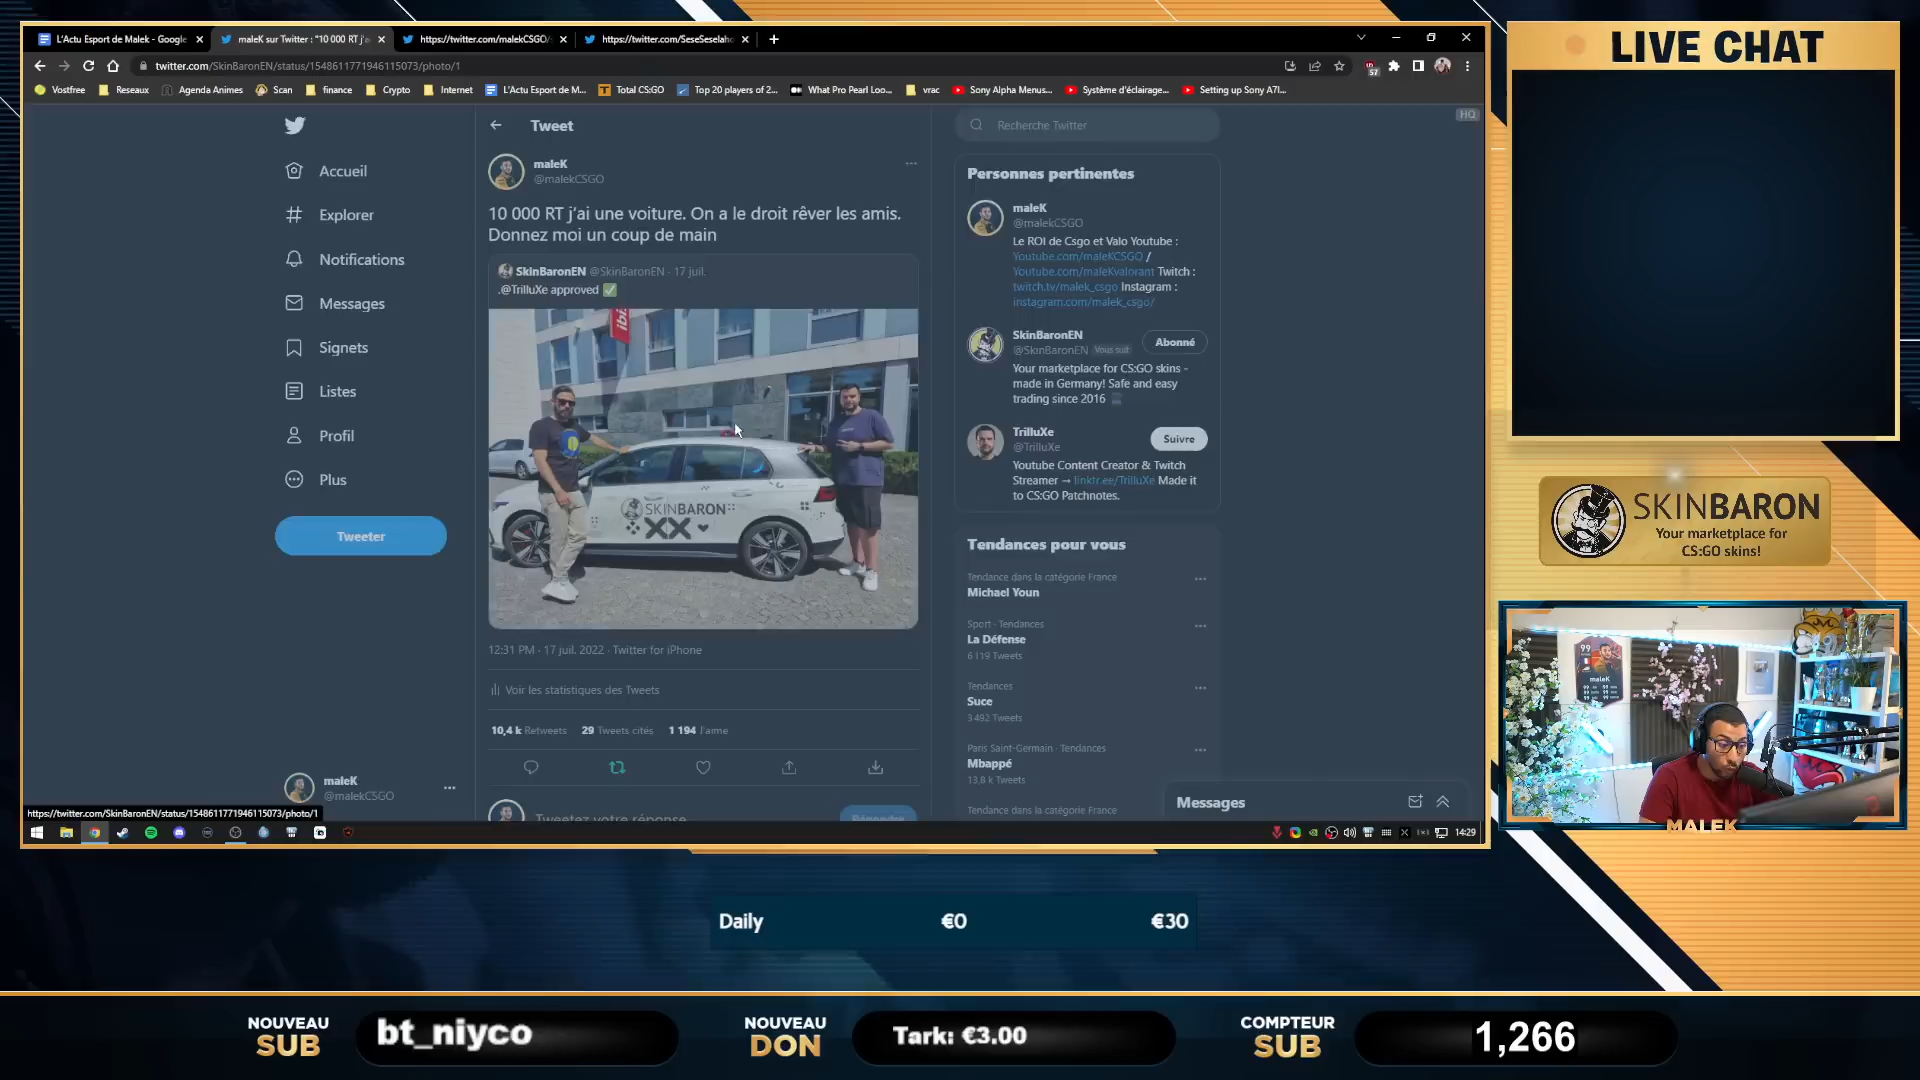 L'Actu Esport de Malek - Google
maleK sur Twitter : "10 000 RT j'a
https://twitter.com/malekCSGO/
https://twitter.com/SeseSeselaho
twitter.com/SkinBaronEN/status/1548611771946115073/photo/1
57
Vostfree
Reseaux
Agenda Animes
Scan
finance
Crypto
Internet
L'Actu Esport de M...
Total CS:GO
Top 20 players of 2...
What Pro Pearl Loo...
vrac
Sony Alpha Menus...
Système d'éclairage...
Setting up Sony A7I...
HQ
Accueil
Explorer
Notifications
Messages
Signets
Listes
Profil
Plus
Tweeter
maleK
@malekCSGO
https://twitter.com/SkinBaronEN/status/1548611771946115073/photo/1
Tweet
maleK
@malekCSGO
10 000 RT j'ai une voiture. On a le droit rêver les amis.
Donnez moi un coup de main
SkinBaronEN @SkinBaronEN · 17 juil.
.@TrilluXe approved
ibi
SKINBARON
XX
12:31 PM · 17 juil. 2022 · Twitter for iPhone
Voir les statistiques des Tweets
10,4 k Retweets 29 Tweets cités 1 194 J'aime
Tweetez votre réponse
Répondre
Recherche Twitter
Personnes pertinentes
maleK
@malekCSGO
Le ROI de Csgo et Valo Youtube :
Youtube.com/maleKCSGO /
Youtube.com/maleKvalorant Twitch :
twitch.tv/malek_csgo Instagram :
instagram.com/malek_csgo/
SkinBaronEN
@SkinBaronEN Vous suit
Abonné
Your marketplace for CS:GO skins -
made in Germany! Safe and easy
trading since 2016
TrilluXe
@TrilluXe
Suivre
Youtube Content Creator & Twitch
Streamer → linktr.ee/TrilluXe Made it
to CS:GO Patchnotes.
Tendances pour vous
Tendance dans la catégorie France
Michael Youn
Sport · Tendances
La Défense
6 119 Tweets
Tendances
Suce
3 492 Tweets
Paris Saint-Germain · Tendances
Mbappé
13,8 k Tweets
Tendance dans la catégorie France
Messages
14:29
LIVE CHAT
SKINBARON
Your marketplace for
CS:GO skins!
99
maleK
MALEK
Daily €0 €30
NOUVEAU
SUB
bt_niyco
NOUVEAU
DON
Tark: €3.00
COMPTEUR
SUB
1,266